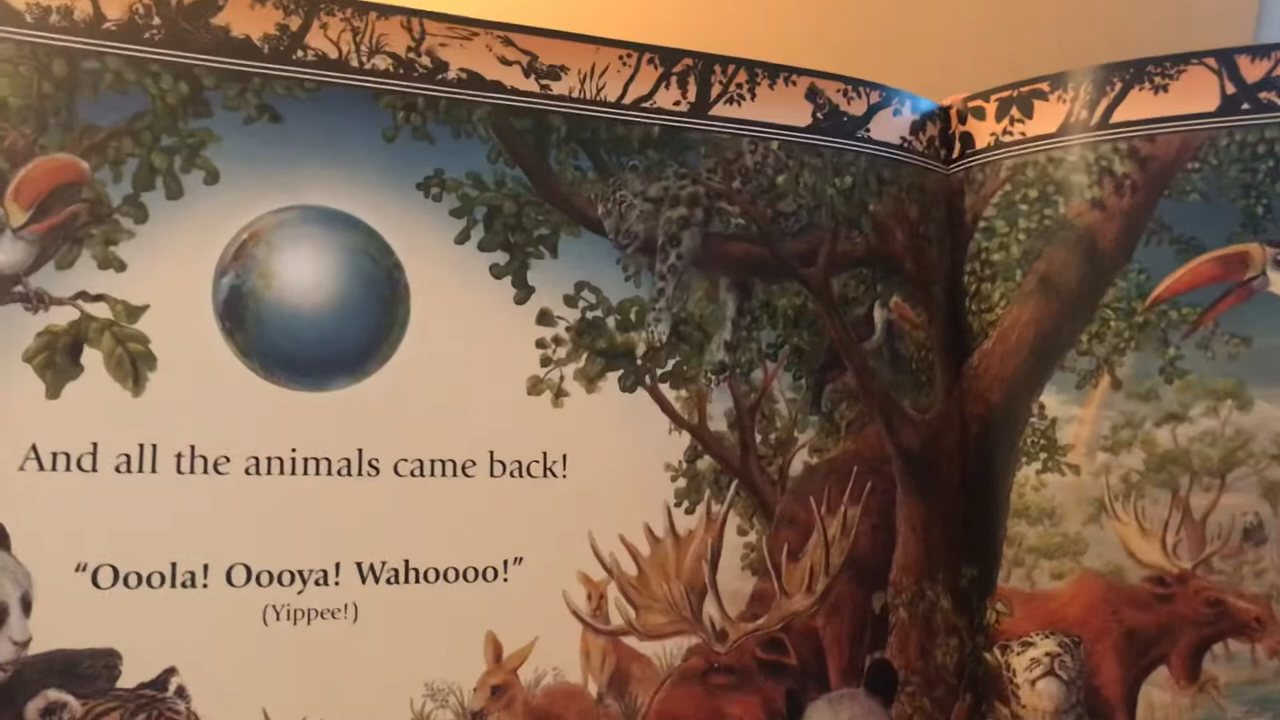 And all the animals came back!
“Ooola! Oooya! Wahoooo!”
(Yippee!)